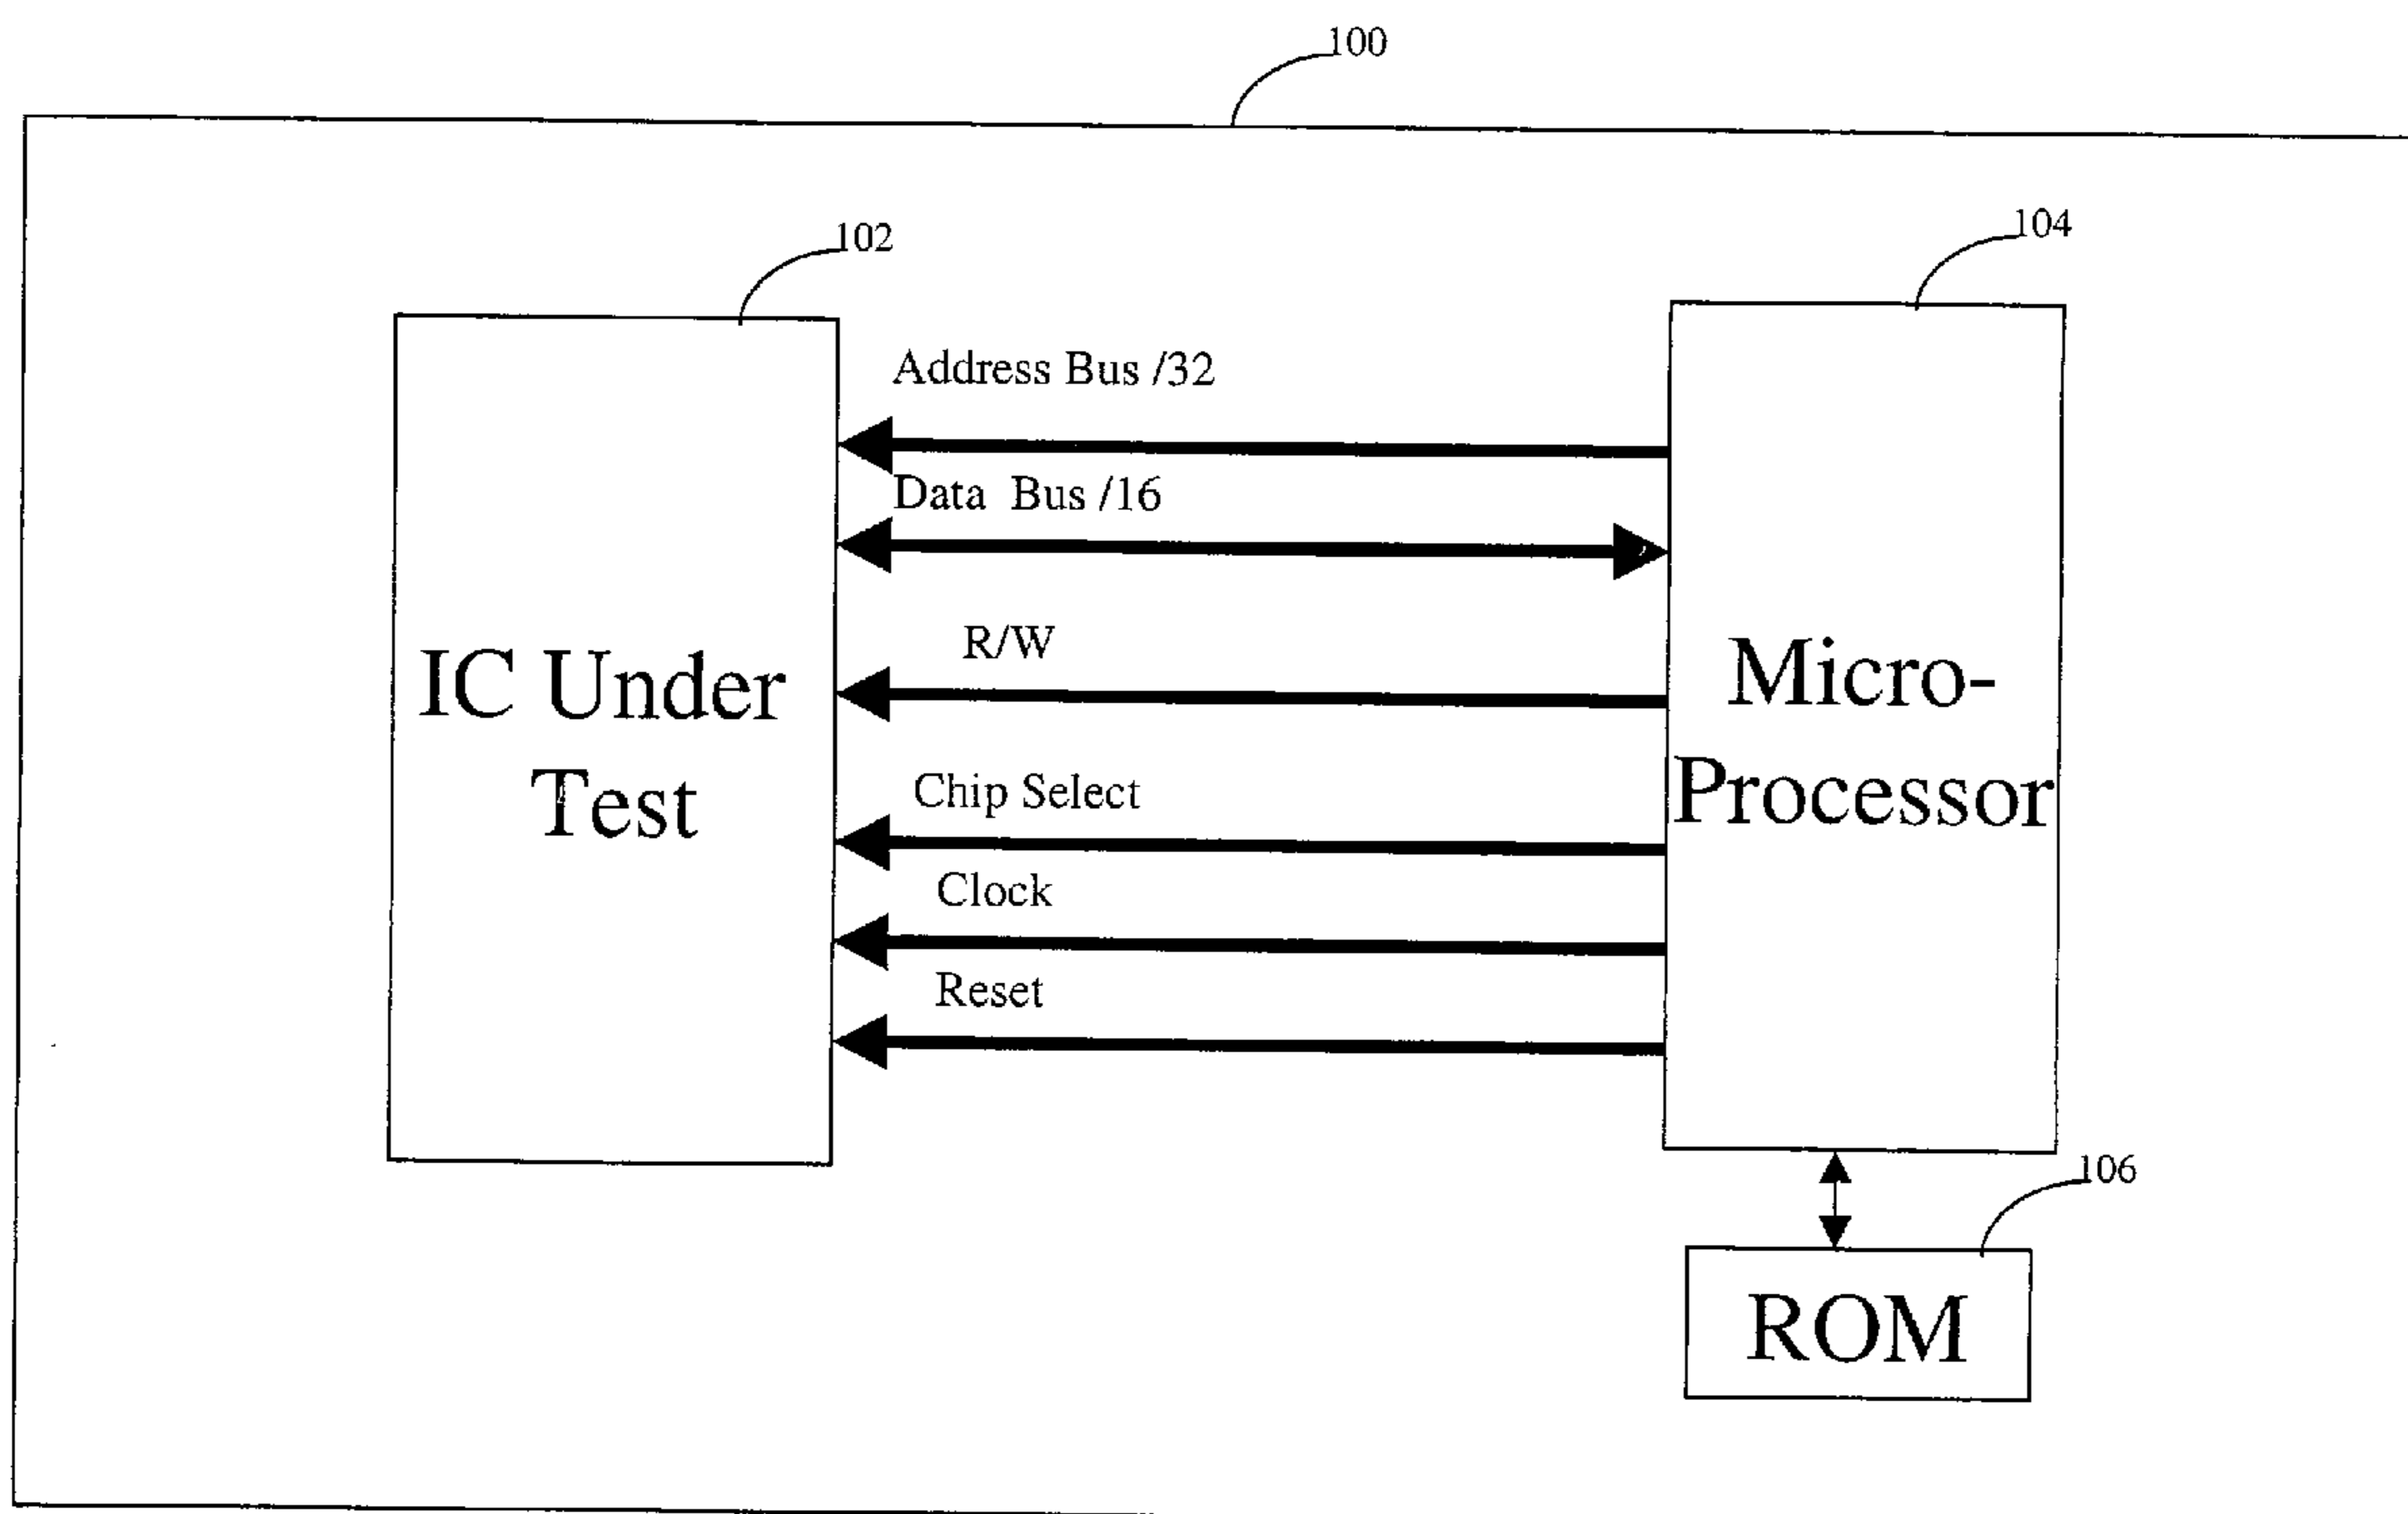 100
102
104
Address Bus /32
Data Bus /16
R/W
IC Under
Test
Micro-
Processor
Chip Select
Clock
Reset
106
ROM